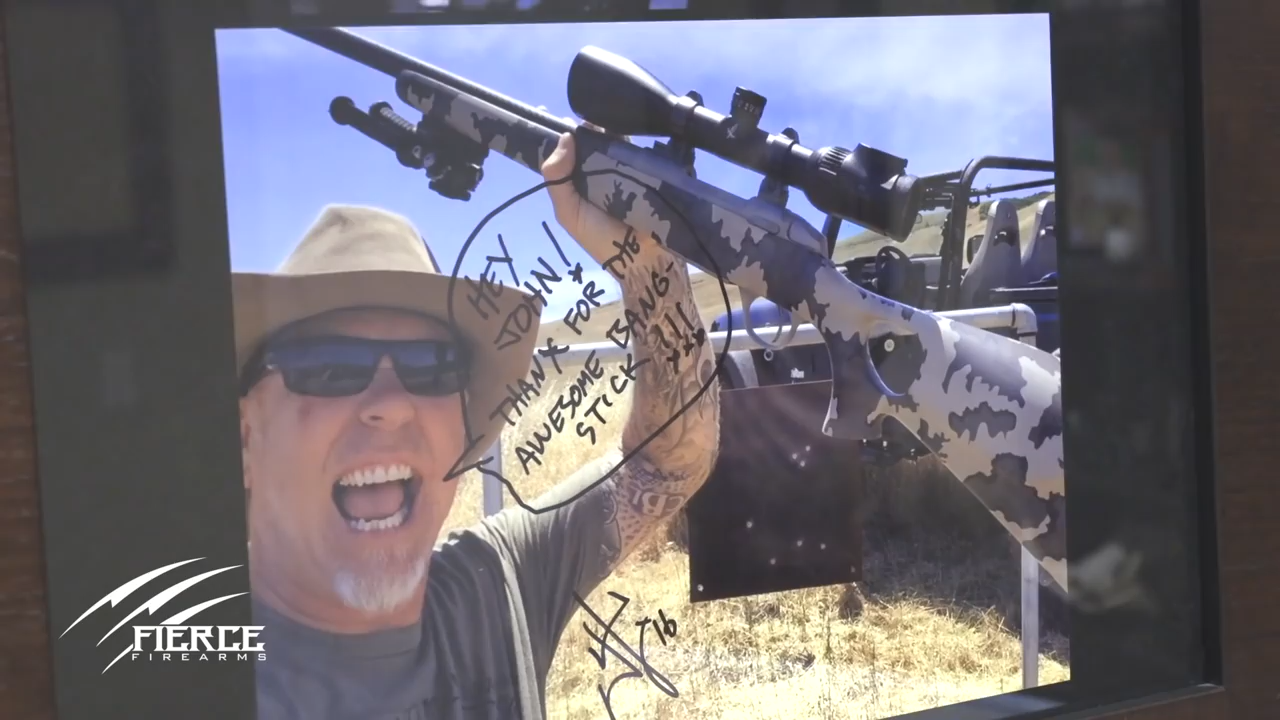 HEY
JOHN!
THANX FOR THE
AWESOME BANG-
STICK !!!
'16
FIERCE
FIREARMS